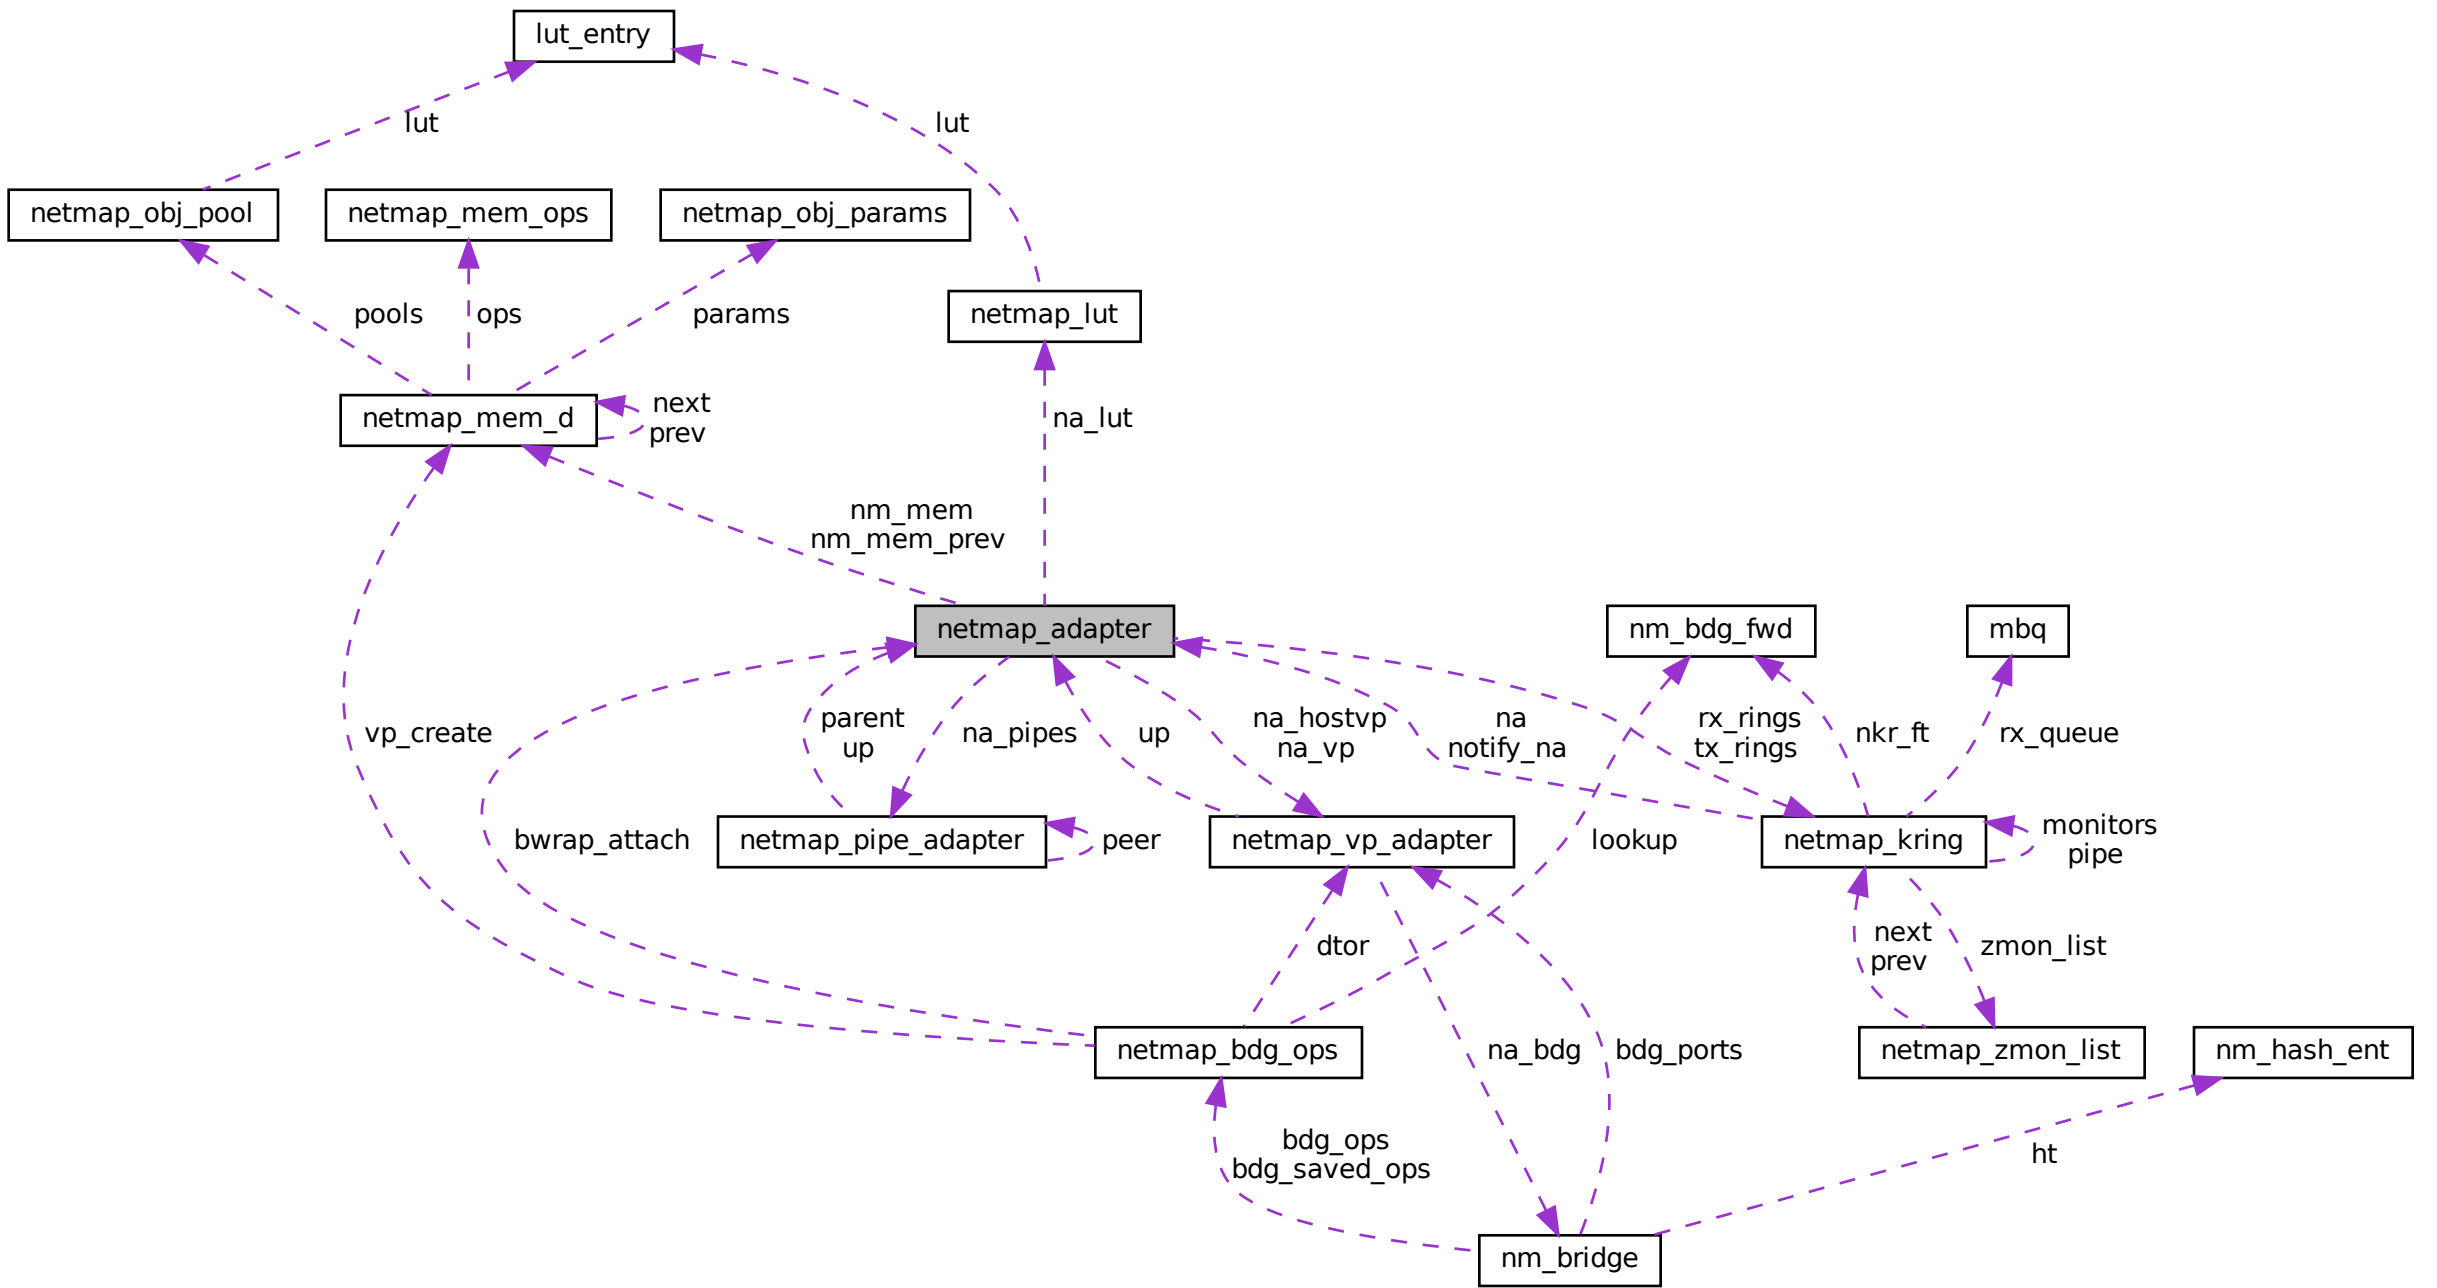 lut_entry
lut
lut
netmap_obj_pool
netmap_mem_ops
netmap_obj_params
pools
ops
params
netmap_lut
netmap_mem_d
next
prev
na_lut
nm_mem
nm_mem_prev
netmap_adapter
nm_bdg_fwd
mbq
vp_create
parent
up
na_pipes
up
na_hostvp
na_vp
na
notify_na
rx_rings
tx_rings
nkr_ft
rx_queue
bwrap_attach
netmap_pipe_adapter
peer
netmap_vp_adapter
lookup
netmap_kring
monitors
pipe
dtor
next
prev
zmon_list
netmap_bdg_ops
na_bdg
bdg_ports
netmap_zmon_list
nm_hash_ent
bdg_ops
bdg_saved_ops
ht
nm_bridge